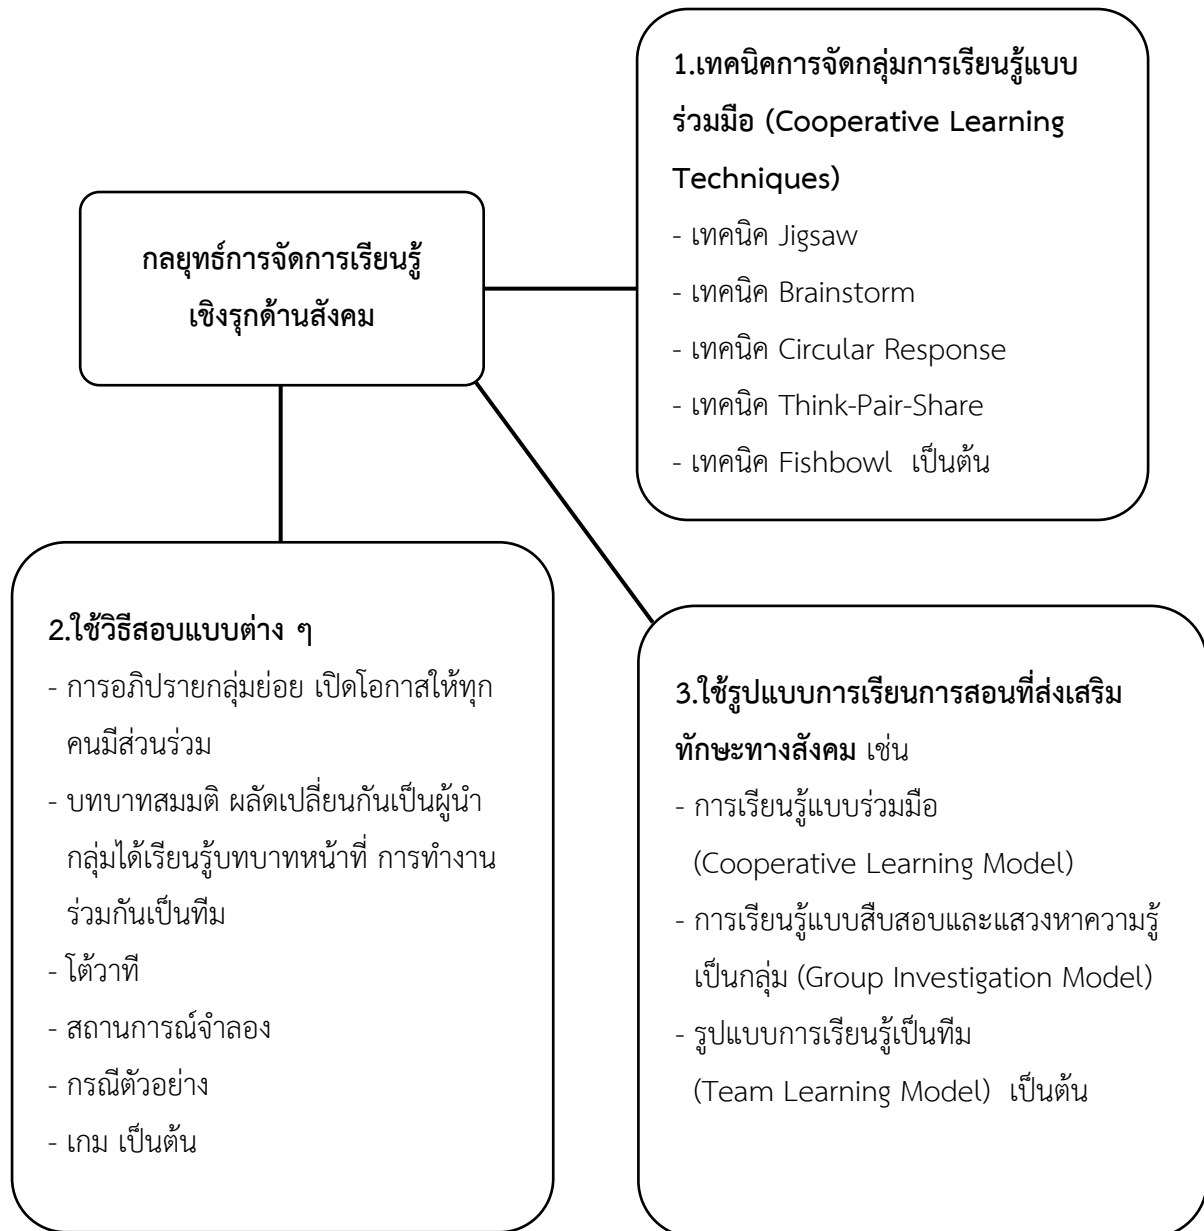 กลยุทธ์การจัดการเรียนรู้
เชิงรุกด้านสังคม
1.เทคนิคการจัดกลุ่มการเรียนรู้แบบ
ร่วมมือ (Cooperative Learning
Techniques)
- เทคนิค Jigsaw
- เทคนิค Brainstorm
- เทคนิค Circular Response
- เทคนิค Think-Pair-Share
- เทคนิค Fishbowl เป็นต้น
2.ใช้วิธีสอบแบบต่าง ๆ
- การอภิปรายกลุ่มย่อย เปิดโอกาสให้ทุก
คนมีส่วนร่วม
- บทบาทสมมติ ผลัดเปลี่ยนกันเป็นผู้นำ
กลุ่มได้เรียนรู้บทบาทหน้าที่ การทำงาน
ร่วมกันเป็นทีม
- โต้วาที
- สถานการณ์จำลอง
- กรณีตัวอย่าง
- เกม เป็นต้น
3.ใช้รูปแบบการเรียนการสอนที่ส่งเสริม
ทักษะทางสังคม เช่น
- การเรียนรู้แบบร่วมมือ
(Cooperative Learning Model)
- การเรียนรู้แบบสืบสอบและแสวงหาความรู้
เป็นกลุ่ม (Group Investigation Model)
- รูปแบบการเรียนรู้เป็นทีม
(Team Learning Model) เป็นต้น